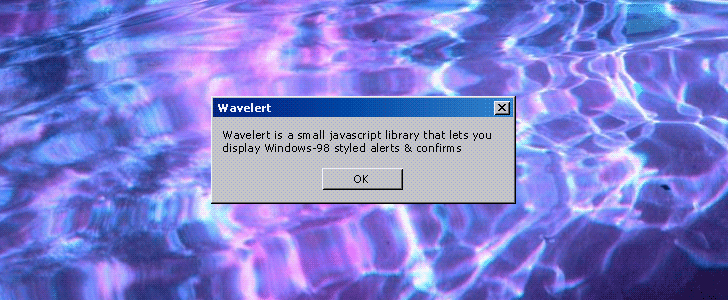 Wavelert
Wavelert is a small javascript library that lets you
display Windows-98 styled alerts & confirms
OK